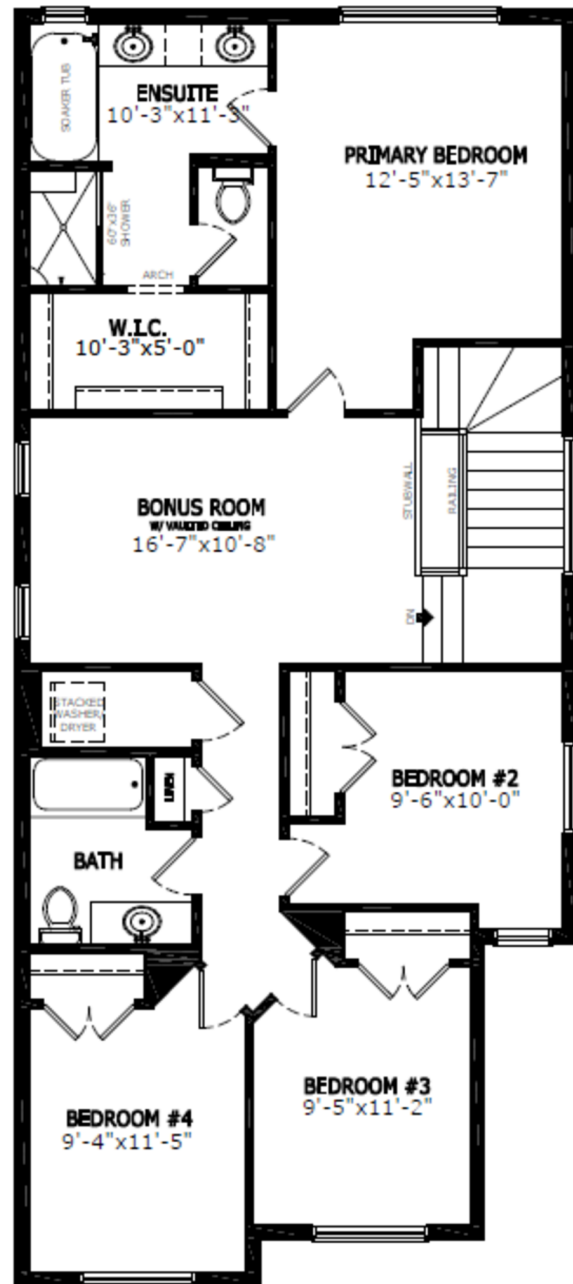 SOAKER TUB
ENSUITE
10'-3"x11'-3"
PRIMARY BEDROOM
12'-5"x13'-7"
60"x36"
SHOWER
ARCH
W.I.C.
10'-3"x5'-0"
BONUS ROOM
W/ VAULTED CEILING
16'-7"x10'-8"
STUBWALL
RAILING
DN
STACKED
WASHER/
DRYER
LINEN
BEDROOM #2
9'-6"x10'-0"
BATH
BEDROOM #3
9'-5"x11'-2"
BEDROOM #4
9'-4"x11'-5"